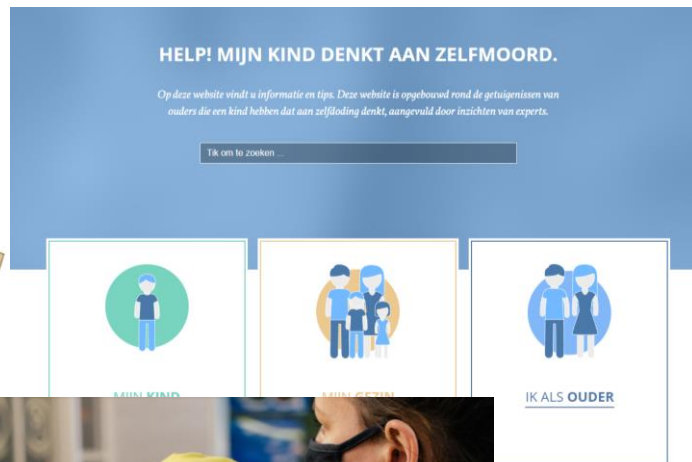 HELP! MIJN KIND DENKT AAN ZELFMOORD.
Op deze website vindt u informatie en tips. Deze website is opgebouwd rond de getuigenissen van
ouders die een kind hebben dat aan zelfdoding denkt, aangevuld door inzichten van experts.
Tik om te zoeken ...
MIJN KIND
MIJN GEZIN
IK ALS OUDER